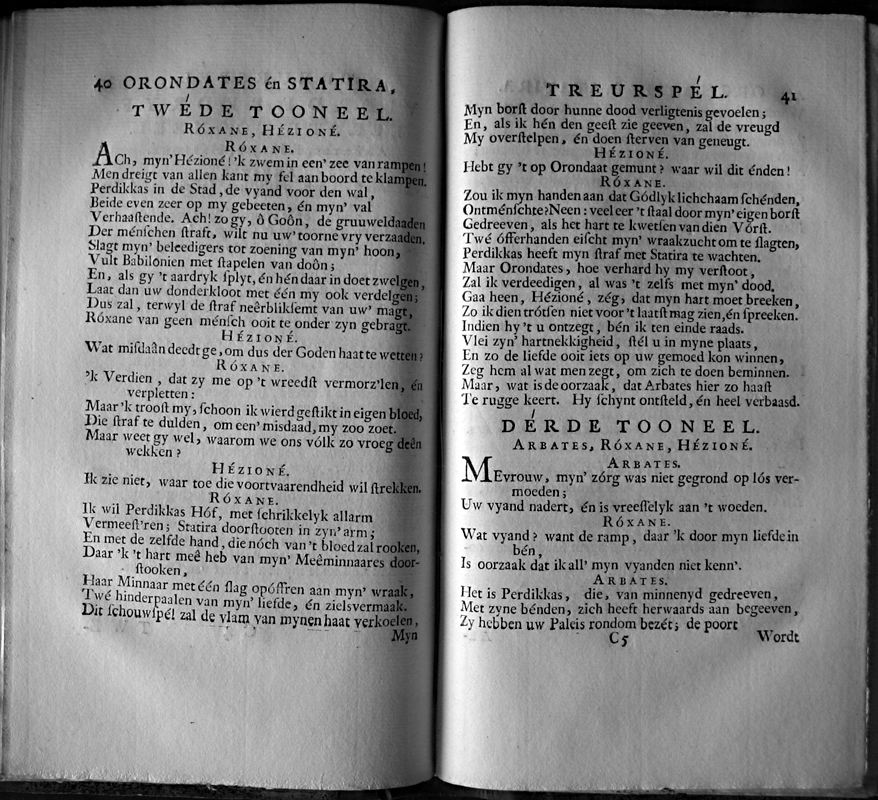 40 ORONDATES én STATIRA,
TWÉDE TOONEEL.
RÓXANE, HÉZIONÉ.
RÓXANE.
ACh, myn' Hézioné! 'k zwem in een' zee van rampen!
Men dreigt van allen kant my fel aan boord te klampen.
Perdikkas in de Stad, de vyand voor den wal,
Beide even zeer op my gebeeten, én myn' val
Verhaaftende. Ach! zo gy, ô Goôn, de gruuweldaaden
Der ménſchen ſtraft, wilt nu uw' toorne vry verzaaden.
Slagt myn' beleedigers tot zoening van myn' hoon,
Vult Babilónien met ſtapelen van doôn;
En, als gy 't aardryk ſplyt, én hén daar in doet zwelgen,
Laat dan uw donderkloot met één my ook verdelgen;
Dus zal, terwyl de ſtraf neêrblikſemt van uw' magt,
Róxane van geen ménſch ooit te onder zyn gebragt.
HÉZIONÉ.
Wat miſdaân deedt ge, om dus der Goden haat te wetten?
RÓXANE.
'k Verdien, dat zy me op 't wreedſt vermorz'len, én
verpletten:
Maar 'k trooſt my, ſchoon ik wierd geſtikt in eigen bloed,
Die ſtraf te dulden, om een' misdaad, my zoo zoet.
Maar weet gy wel, waarom we ons vólk zo vroeg deên
wekken?
HÉZIONÉ.
Ik zie niet, waar toe die voortvaarendheid wil ſtrekken.
RÓXANE.
Ik wil Perdikkas Hóf, met ſchrikkelyk allarm
Vermeeſt'ren; Statira doorſtooten in zyn' arm;
En met de zelfde hand, die nóch van 't bloed zal rooken,
Daar 'k 't hart meê heb van myn' Meêminnaares door-
ſtooken,
Haar Minnaar met één ſlag opóffren aan myn' wraak,
Twé hinderpaalen van myn' liefde, én zielsvermaak.
Dit ſchouwſpél zal de vlam van mynen haat verkoelen,
Myn
TREURSPÉL. 41
Myn borſt door hunne dood verligtenis gevoelen;
En, als ik hén den geeſt zie geeven, zal de vreugd
My overſtelpen, én doen ſterven van geneugt.
HÉZIONÉ.
Hebt gy 't op Orondaat gemunt? waar wil dit énden!
RÓXANE.
Zou ik myn handen aan dat Gódlyk lichchaam ſchénden,
Ontménſchte? Neen: veel eer 't ſtaal door myn' eigen borſt
Gedreeven, als het hart te kwetſen van dien Vórſt.
Twé ófferhanden eiſcht myn' wraakzucht om te ſlagten,
Perdikkas heeft myn ſtraf met Statira te wachten.
Maar Orondates, hoe verhard hy my verſtoot,
Zal ik verdeedigen, al was 't zelfs met myn' dood.
Gaa heen, Hézioné, zég, dat myn hart moet breeken,
Zo ik dien trótſen niet voor 't laatſt mag zien, én ſpreeken.
Indien hy 't u ontzegt, bén ik ten einde raads.
Vlei zyn' hartnekkigheid, ſtél u in myne plaats,
En zo de liefde ooit iets op uw gemoed kon winnen,
Zeg hem al wat men zegt, om zich te doen beminnen.
Maar, wat is de oorzaak, dat Arbates hier zo haaſt
Te rugge keert. Hy ſchynt ontſteld, én heel verbaasd.
DÉRDE TOONEEL.
ARBATES, RÓXANE, HÉZIONÉ.
ARBATES.
MEvrouw, myn' zórg was niet gegrond op lós ver-
moeden;
Uw vyand nadert, én is vreeſſelyk aan 't woeden.
RÓXANE.
Wat vyand? want de ramp, daar 'k door myn liefde in
bén,
Is oorzaak dat ik all' myn vyanden niet kenn'.
ARBATES.
Het is Perdikkas, die, van minnenyd gedreeven,
Met zyne bénden, zich heeft herwaards aan begeeven,
Zy hebben uw Paleis rondom bezét; de poort
C5 Wordt